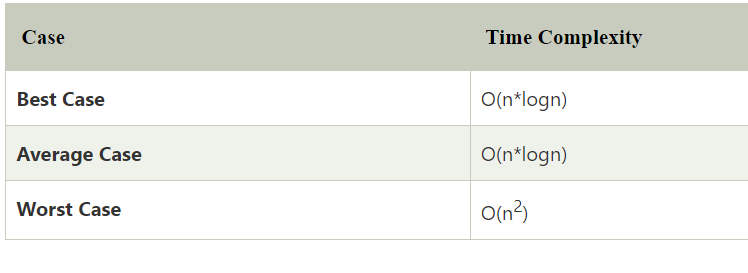 Case Time Complexity
Best Case O(n*logn)
Average Case O(n*logn)
Worst Case O(n²)